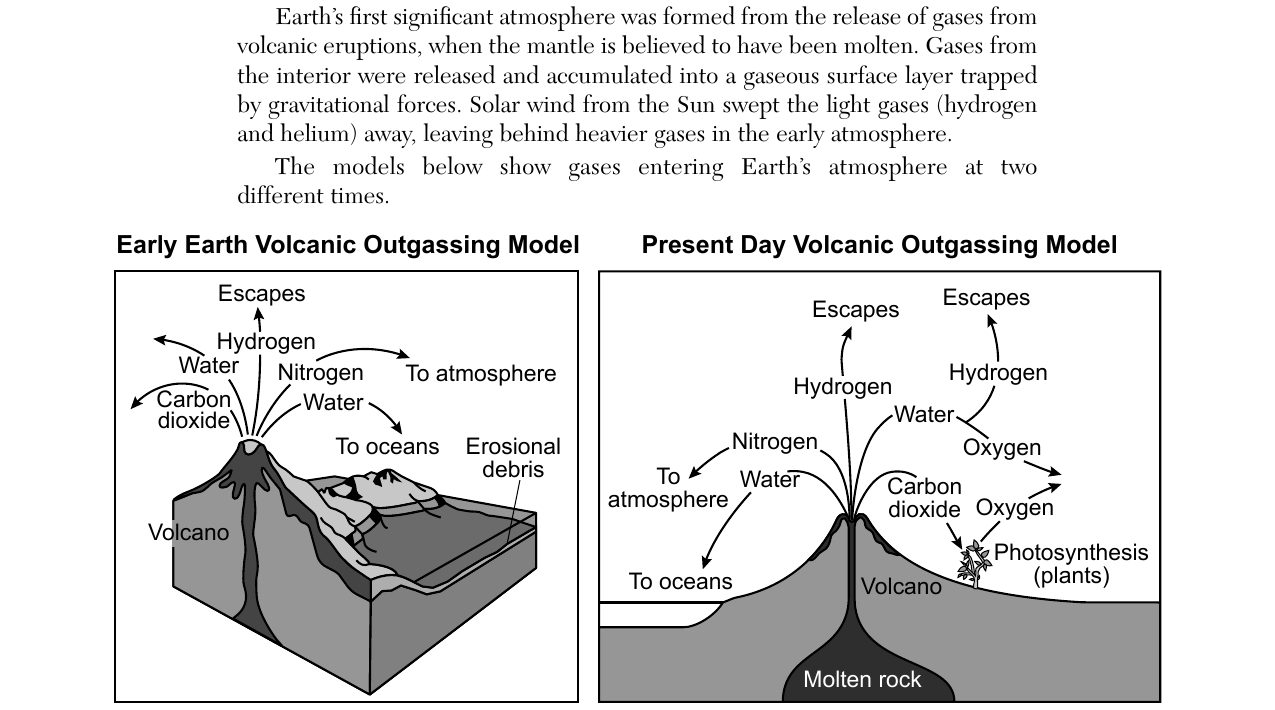 Earth's first significant atmosphere was formed from the release of gases from
volcanic eruptions, when the mantle is believed to have been molten. Gases from
the interior were released and accumulated into a gaseous surface layer trapped
by gravitational forces. Solar wind from the Sun swept the light gases (hydrogen
and helium) away, leaving behind heavier gases in the early atmosphere.
The models below show gases entering Earth's atmosphere at two
different times.
Early Earth Volcanic Outgassing Model
Escapes
Hydrogen
Water
Nitrogen
To atmosphere
Carbon
dioxide
Water
To oceans
Erosional
debris
Volcano
Present Day Volcanic Outgassing Model
Escapes
Escapes
Hydrogen
Hydrogen
Water
Nitrogen
Oxygen
To
atmosphere
Water
Carbon
dioxide
Oxygen
Photosynthesis
(plants)
To oceans
Volcano
Molten rock